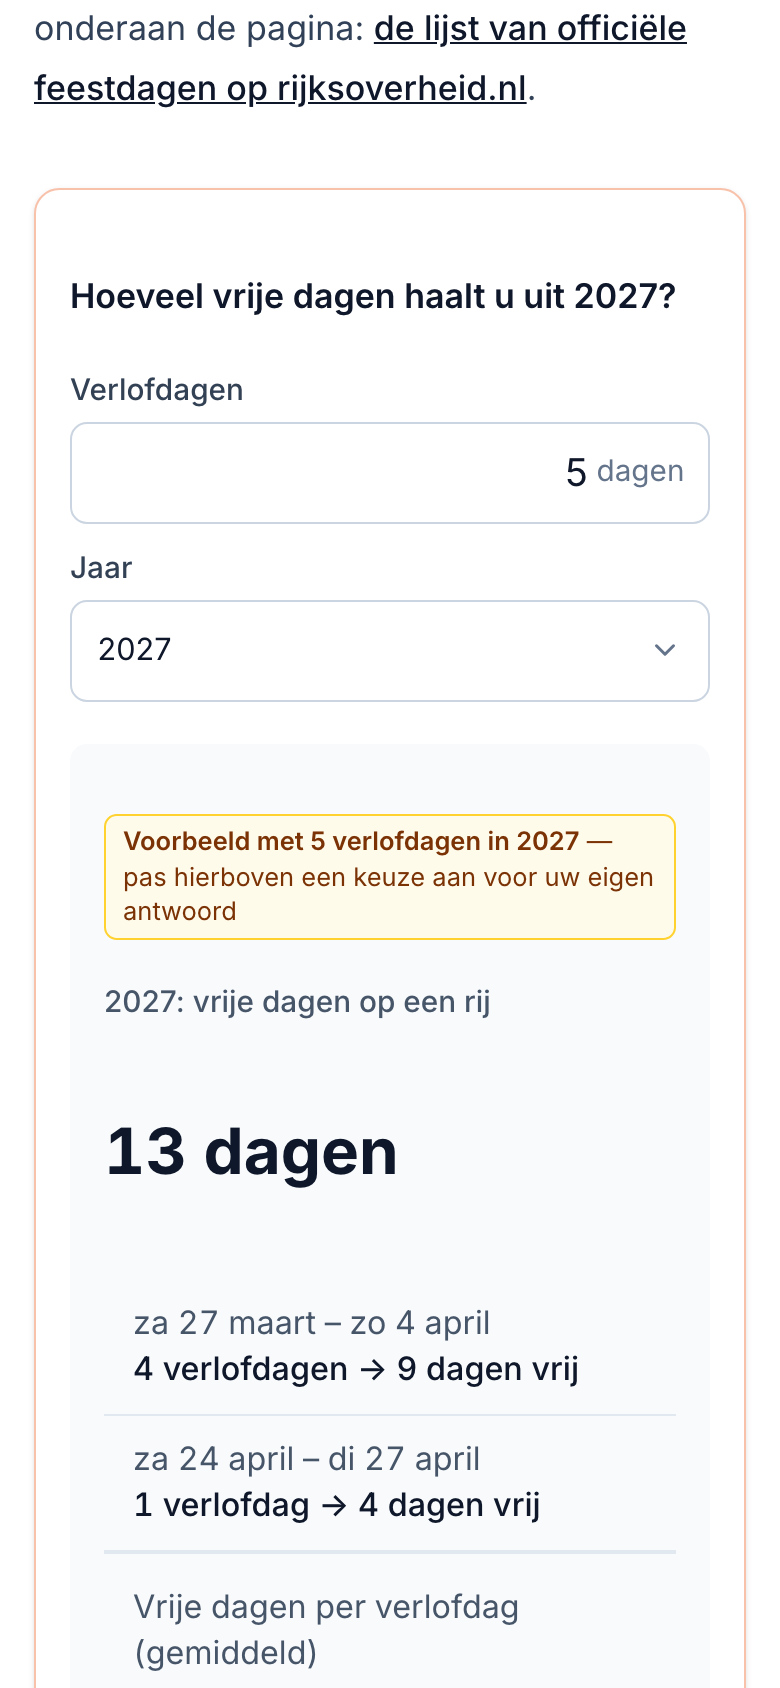 onderaan de pagina: de lijst van officiële
feestdagen op rijksoverheid.nl.
Hoeveel vrije dagen haalt u uit 2027?
Verlofdagen
5 dagen
Jaar
2027
Voorbeeld met 5 verlofdagen in 2027 —
pas hierboven een keuze aan voor uw eigen
antwoord
2027: vrije dagen op een rij
13 dagen
za 27 maart – zo 4 april
4 verlofdagen → 9 dagen vrij
za 24 april – di 27 april
1 verlofdag → 4 dagen vrij
Vrije dagen per verlofdag
(gemiddeld)